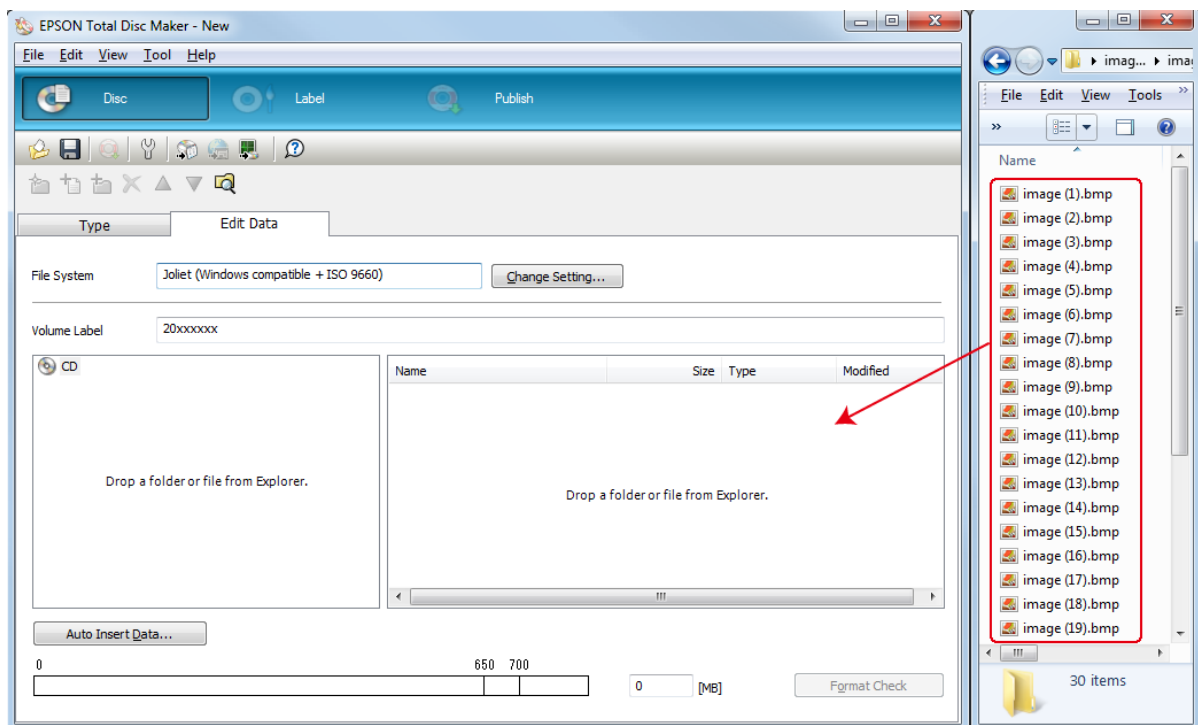 EPSON Total Disc Maker - New
File Edit View Tool Help
Disc Label Publish
Type Edit Data
File System Joliet (Windows compatible + ISO 9660) Change Setting...
Volume Label 20xxxxxx
CD
Drop a folder or file from Explorer.
Name Size Type Modified
Drop a folder or file from Explorer.
Auto Insert Data...
0 650 700
0 [MB] Format Check
imag... ima
File Edit View Tools »
»
Name
image (1).bmp
image (2).bmp
image (3).bmp
image (4).bmp
image (5).bmp
image (6).bmp
image (7).bmp
image (8).bmp
image (9).bmp
image (10).bmp
image (11).bmp
image (12).bmp
image (13).bmp
image (14).bmp
image (15).bmp
image (16).bmp
image (17).bmp
image (18).bmp
image (19).bmp
30 items